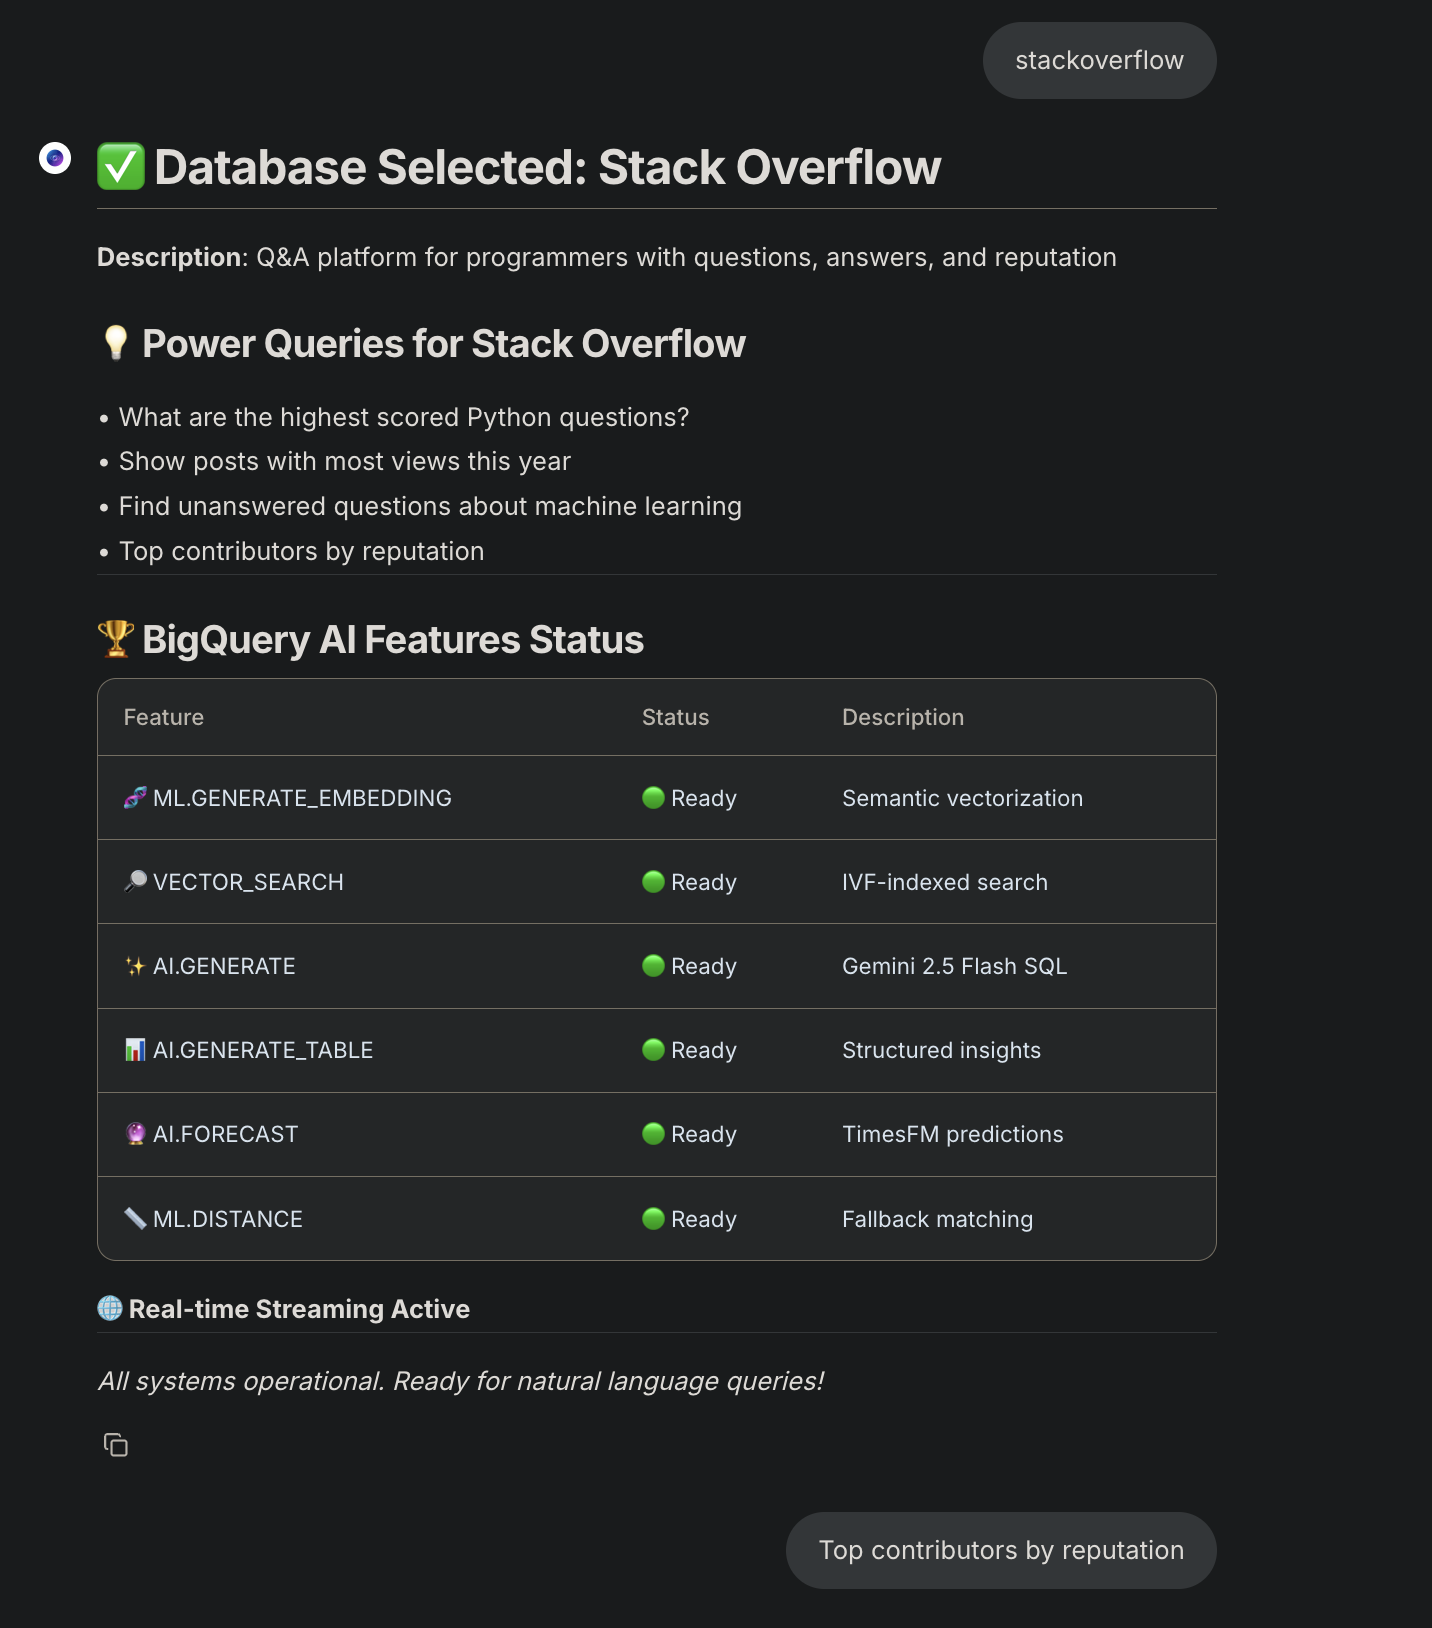 stackoverflow
✅ Database Selected: Stack Overflow
Description: Q&A platform for programmers with questions, answers, and reputation
💡 Power Queries for Stack Overflow
• What are the highest scored Python questions?
• Show posts with most views this year
• Find unanswered questions about machine learning
• Top contributors by reputation
🏆 BigQuery AI Features Status
Feature Status Description
🧬 ML.GENERATE_EMBEDDING 🟢 Ready Semantic vectorization
🔎 VECTOR_SEARCH 🟢 Ready IVF-indexed search
✨ AI.GENERATE 🟢 Ready Gemini 2.5 Flash SQL
📊 AI.GENERATE_TABLE 🟢 Ready Structured insights
🔮 AI.FORECAST 🟢 Ready TimesFM predictions
📏 ML.DISTANCE 🟢 Ready Fallback matching
🌐 Real-time Streaming Active
All systems operational. Ready for natural language queries!
Top contributors by reputation